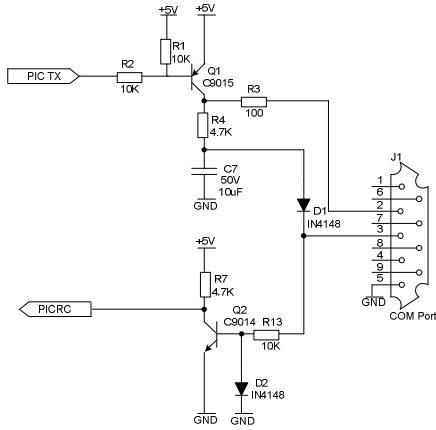 +5V
+5V
R1
10K
PIC TX
R2
10K
Q1
C9015
R3
100
R4
4.7K
C7
50V
10uF
GND
D1
IN4148
J1
1
6
2
7
3
8
4
9
5
GND
COM Port
+5V
R7
4.7K
PICRC
Q2
C9014
R13
10K
D2
IN4148
GND
GND